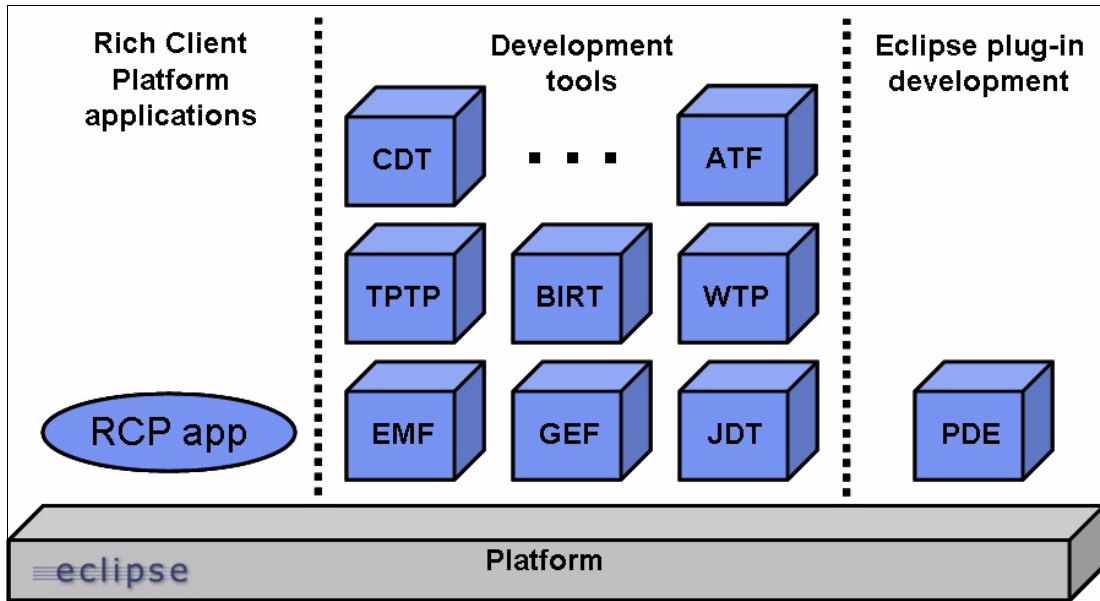 Rich Client
Platform
applications
Development
tools
Eclipse plug-in
development
CDT
. . .
ATF
TPTP
BIRT
WTP
RCP app
EMF
GEF
JDT
PDE
eclipse
Platform